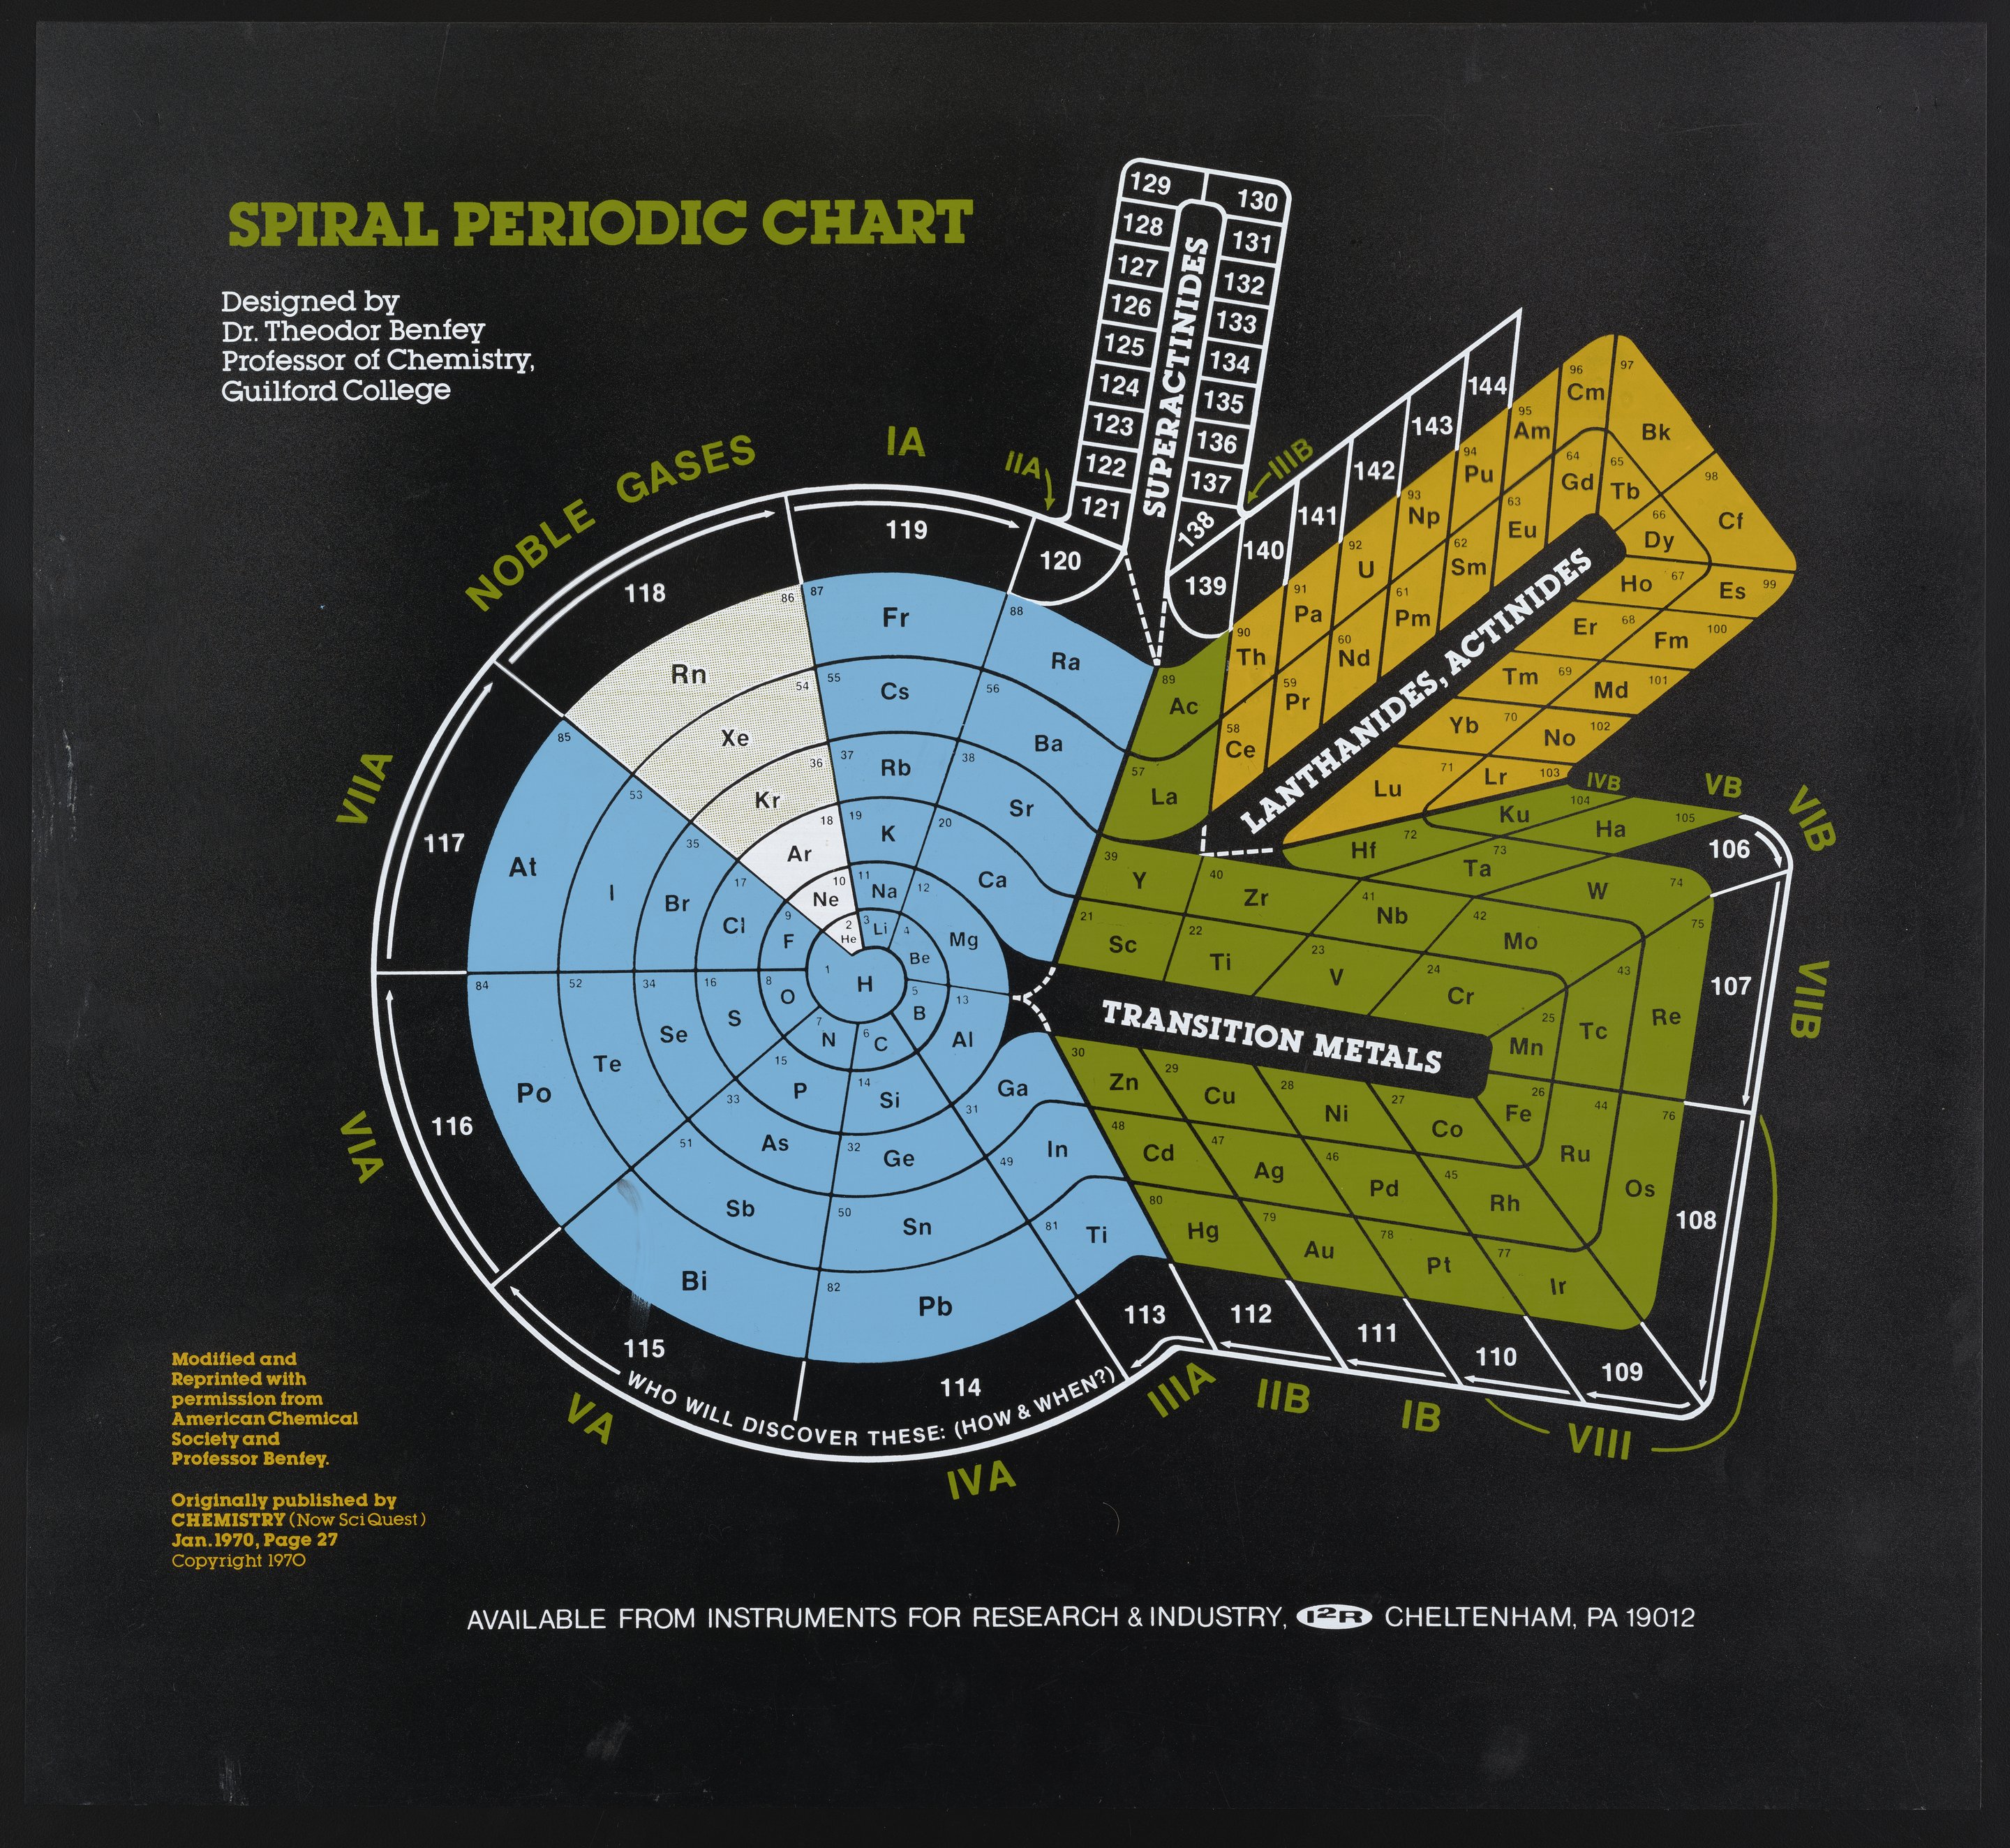 SPIRAL PERIODIC CHART
Designed by
Dr. Theodor Benfey
Professor of Chemistry,
Guilford College
NOBLE GASES
IA
IIA
IIIB
IVB
VB
VIB
VIIB
VIII
IB
IIB
IIIA
IVA
VA
VIA
VIIA
SUPERACTINIDES
LANTHANIDES, ACTINIDES
TRANSITION METALS
1 H
2 He
3 Li
4 Be
5 B
6 C
7 N
8 O
9 F
10 Ne
11 Na
12 Mg
13 Al
14 Si
15 P
16 S
17 Cl
18 Ar
19 K
20 Ca
21 Sc
22 Ti
23 V
24 Cr
25 Mn
26 Fe
27 Co
28 Ni
29 Cu
30 Zn
31 Ga
32 Ge
33 As
34 Se
35 Br
36 Kr
37 Rb
38 Sr
39 Y
40 Zr
41 Nb
42 Mo
43 Tc
44 Ru
45 Rh
46 Pd
47 Ag
48 Cd
49 In
50 Sn
51 Sb
52 Te
53 I
54 Xe
55 Cs
56 Ba
57 La
58 Ce
59 Pr
60 Nd
61 Pm
62 Sm
63 Eu
64 Gd
65 Tb
66 Dy
67 Ho
68 Er
69 Tm
70 Yb
71 Lu
72 Hf
73 Ta
74 W
75 Re
76 Os
77 Ir
78 Pt
79 Au
80 Hg
81 Ti
82 Pb
Bi
84 Po
85 At
86 Rn
87 Fr
88 Ra
89 Ac
90 Th
91 Pa
92 U
93 Np
94 Pu
95 Am
96 Cm
97 Bk
98 Cf
99 Es
100 Fm
101 Md
102 No
103 Lr
104 Ku
105 Ha
106
107
108
109
110
111
112
113
114
115
116
117
118
119
120
121
122
123
124
125
126
127
128
129
130
131
132
133
134
135
136
137
138
139
140
141
142
143
144
WHO WILL DISCOVER THESE: (HOW & WHEN?)
Modified and
Reprinted with
permission from
American Chemical
Society and
Professor Benfey.
Originally published by
CHEMISTRY (Now SciQuest)
Jan. 1970, Page 27
Copyright 1970
AVAILABLE FROM INSTRUMENTS FOR RESEARCH & INDUSTRY, I2R CHELTENHAM, PA 19012